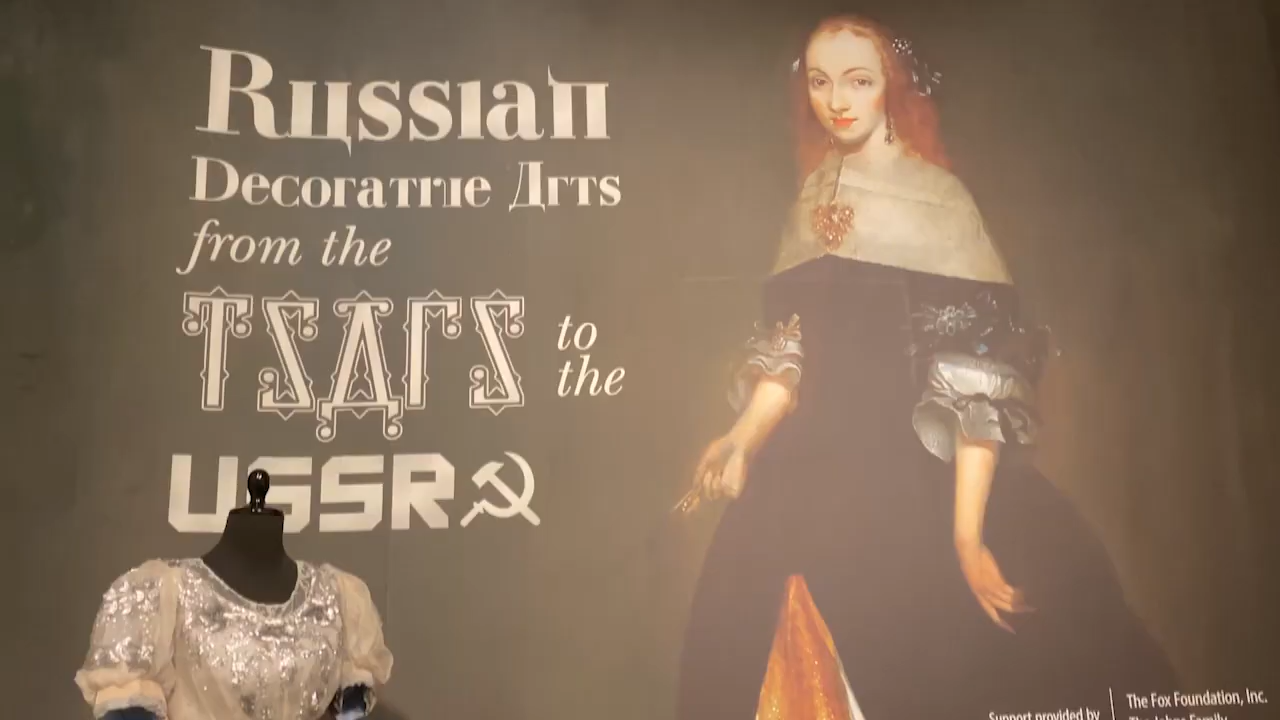 Russian
Decorative Arts
from the
TSARS to
the
USSR
Support provided by
The Fox Foundation, Inc.